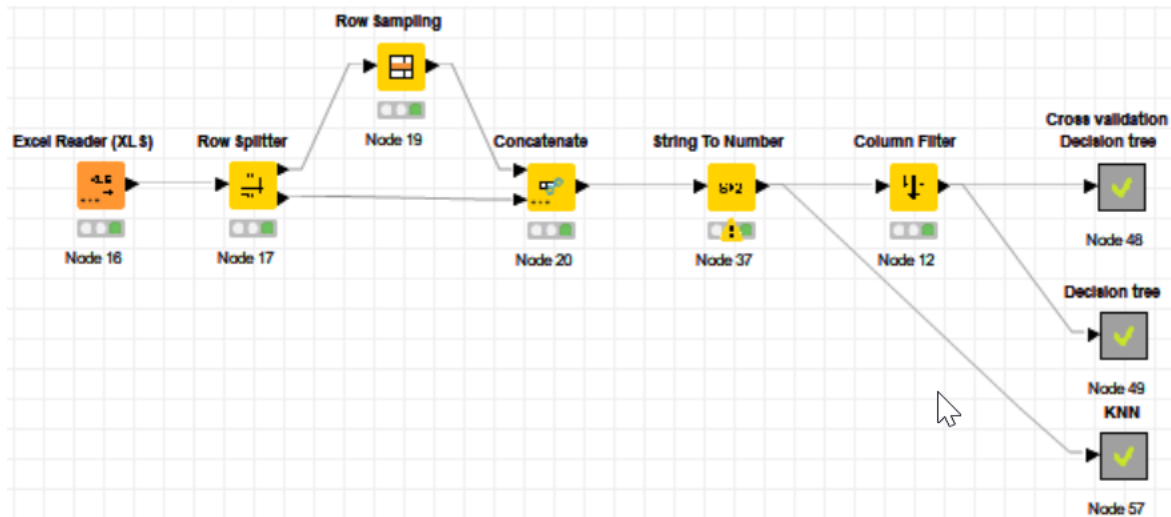 Row Sampling
Node 19
Excel Reader (XLS)
Node 16
Row Splitter
Node 17
Concatenate
Node 20
String To Number
S▸2
Node 37
Column Filter
Node 12
Cross validation
Decision tree
Node 48
Decision tree
Node 49
KNN
Node 57